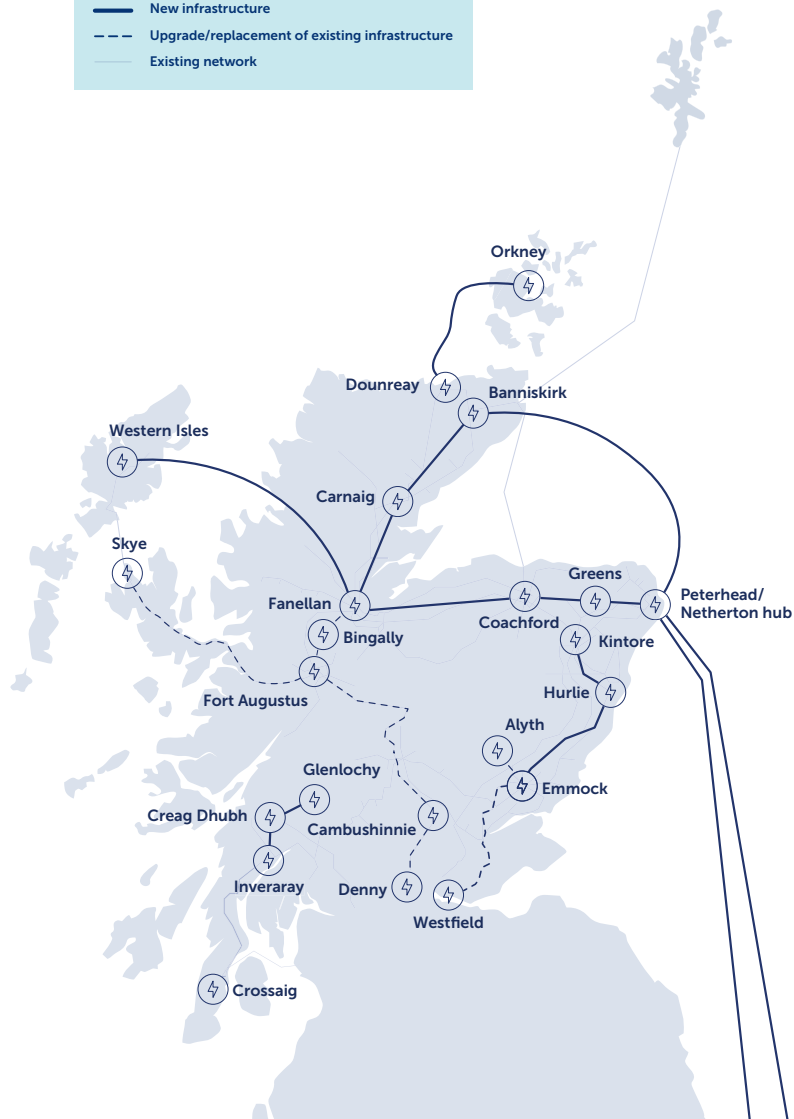 New infrastructure
Upgrade/replacement of existing infrastructure
Existing network
Orkney
Dounreay
Banniskirk
Western Isles
Carnaig
Skye
Greens
Peterhead/
Netherton hub
Fanellan
Coachford
Bingally
Kintore
Hurlie
Fort Augustus
Alyth
Glenlochy
Emmock
Creag Dhubh
Cambushinnie
Inveraray
Denny
Westfield
Crossaig